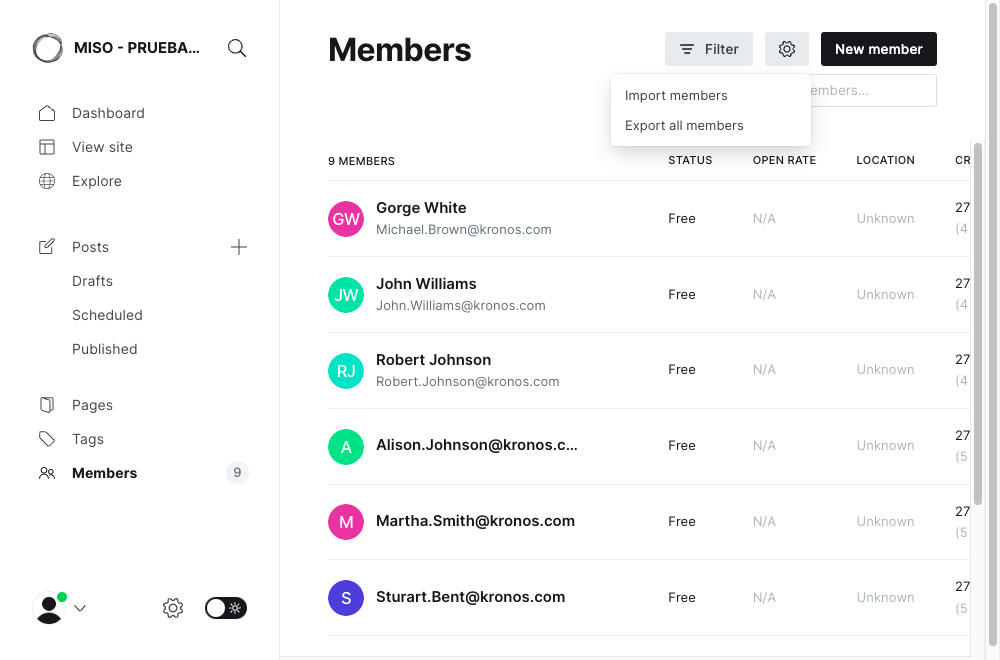 MISO - PRUEBA...
Dashboard
View site
Explore
Posts
Drafts
Scheduled
Published
Pages
Tags
Members
9
Members
Filter
New member
Import members
Export all members
embers...
9 MEMBERS
STATUS
OPEN RATE
LOCATION
CR
GW
Gorge White
Michael.Brown@kronos.com
Free
N/A
Unknown
27
(4
JW
John Williams
John.Williams@kronos.com
Free
N/A
Unknown
27
(4
RJ
Robert Johnson
Robert.Johnson@kronos.com
Free
N/A
Unknown
27
(4
A
Alison.Johnson@kronos.c...
Free
N/A
Unknown
27
(5
M
Martha.Smith@kronos.com
Free
N/A
Unknown
27
(5
S
Sturart.Bent@kronos.com
Free
N/A
Unknown
27
(5